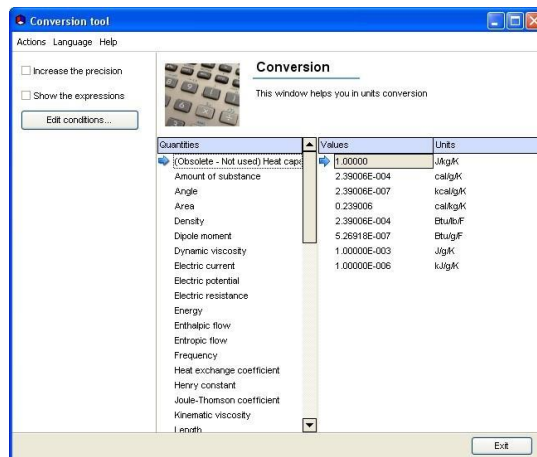 Conversion tool
Actions Language Help
Increase the precision
Show the expressions
Edit conditions...
Conversion
This window helps you in units conversion
Quantities
(Obsolete - Not used) Heat capa
Amount of substance
Angle
Area
Density
Dipole moment
Dynamic viscosity
Electric current
Electric potential
Electric resistance
Energy
Enthalpic flow
Entropic flow
Frequency
Heat exchange coefficient
Henry constant
Joule-Thomson coefficient
Kinematic viscosity
Length
Values Units
1.00000 J/kg/K
2.39006E-004 cal/g/K
2.39006E-007 kcal/g/K
0.239006 cal/kg/K
2.39006E-004 Btu/lb/F
5.26918E-007 Btu/g/F
1.00000E-003 J/g/K
1.00000E-006 kJ/g/K
Exit